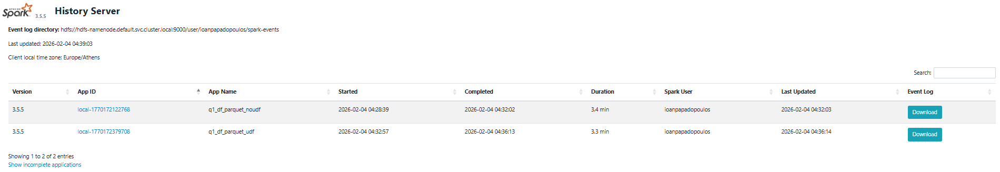 APACHE
Spark 3.5.5 History Server
Event log directory: hdfs://hdfs-namenode.default.svc.cluster.local:9000/user/ioanpapadopoulos/spark-events
Last updated: 2026-02-04 04:39:03
Client local time zone: Europe/Athens
Search:
Version App ID App Name Started Completed Duration Spark User Last Updated Event Log
3.5.5 local-1770172122768 q1_df_parquet_noudf 2026-02-04 04:28:39 2026-02-04 04:32:02 3.4 min ioanpapadopoulos 2026-02-04 04:32:03 Download
3.5.5 local-1770172379708 q1_df_parquet_udf 2026-02-04 04:32:57 2026-02-04 04:36:13 3.3 min ioanpapadopoulos 2026-02-04 04:36:14 Download
Showing 1 to 2 of 2 entries
Show incomplete applications